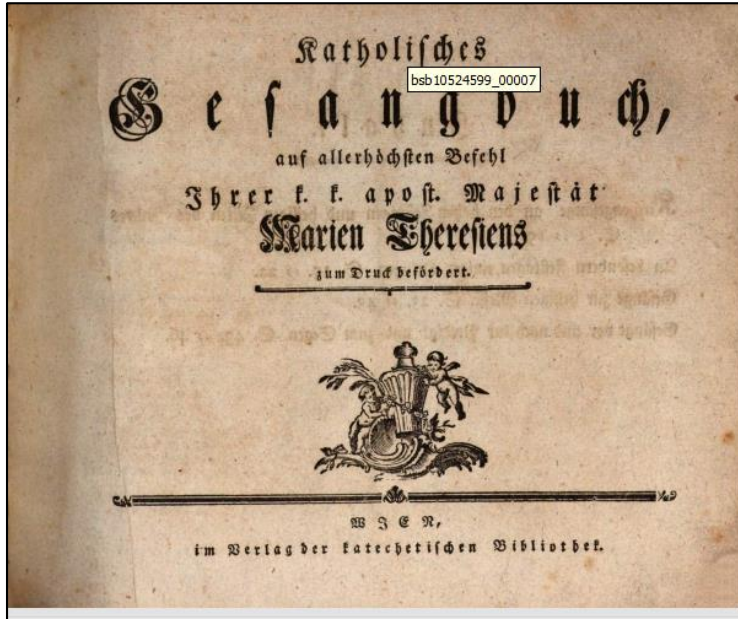 Katholiſches
bsb10524599_00007
Geſangbuch,
auf allerhöchſten Befehl
Ihrer k. k. apoſt. Majeſtät
Marien Thereſiens
zum Druck befördert.
WIEN,
im Verlag der katechetiſchen Bibliothek.